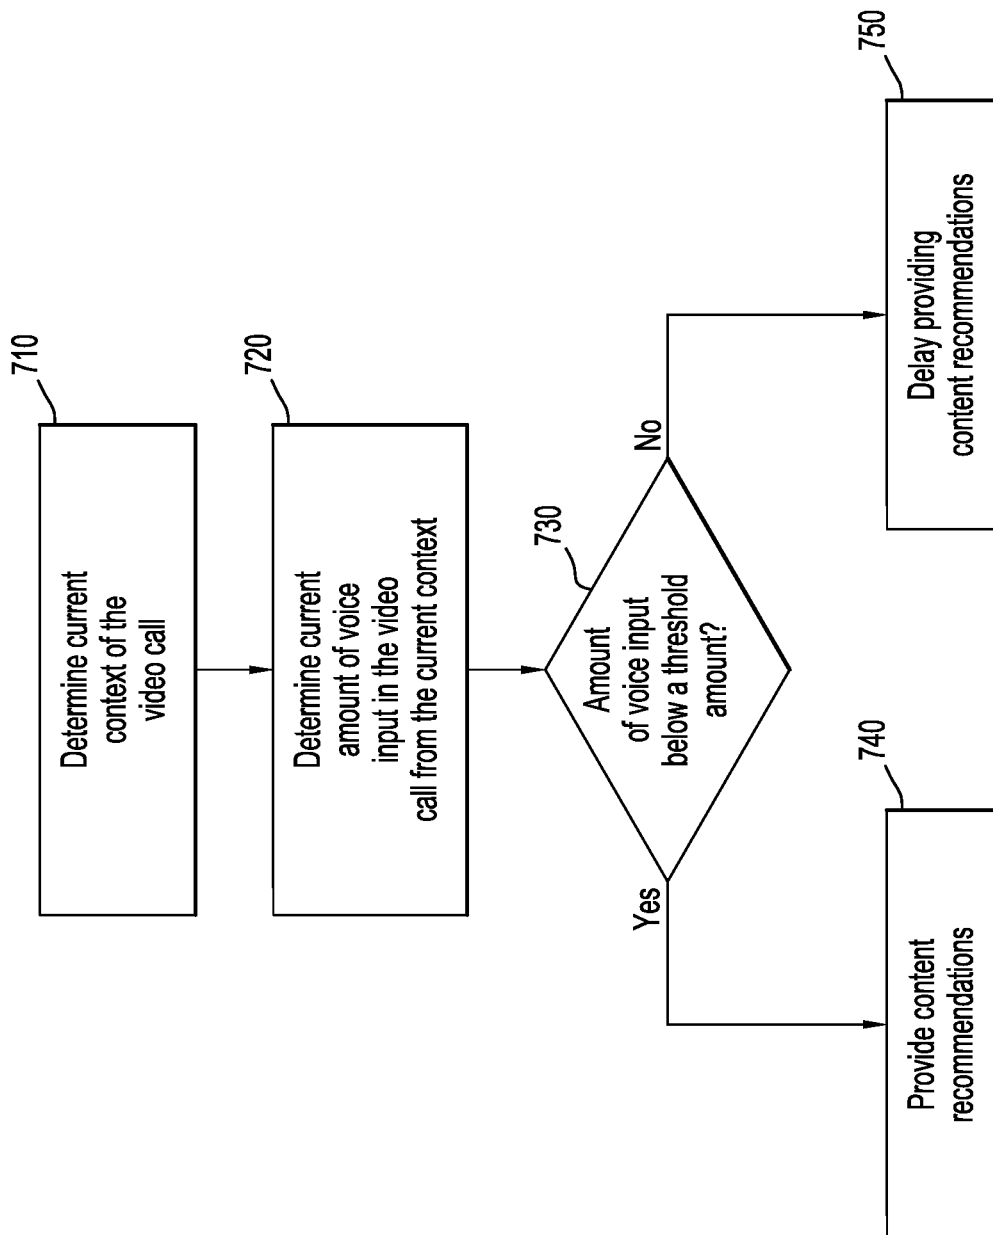 710
Determine current
context of the
video call
720
Determine current
amount of voice
input in the video
call from the current context
730
Amount
of voice input
below a threshold
amount?
Yes
No
740
Provide content
recommendations
750
Delay providing
content recommendations